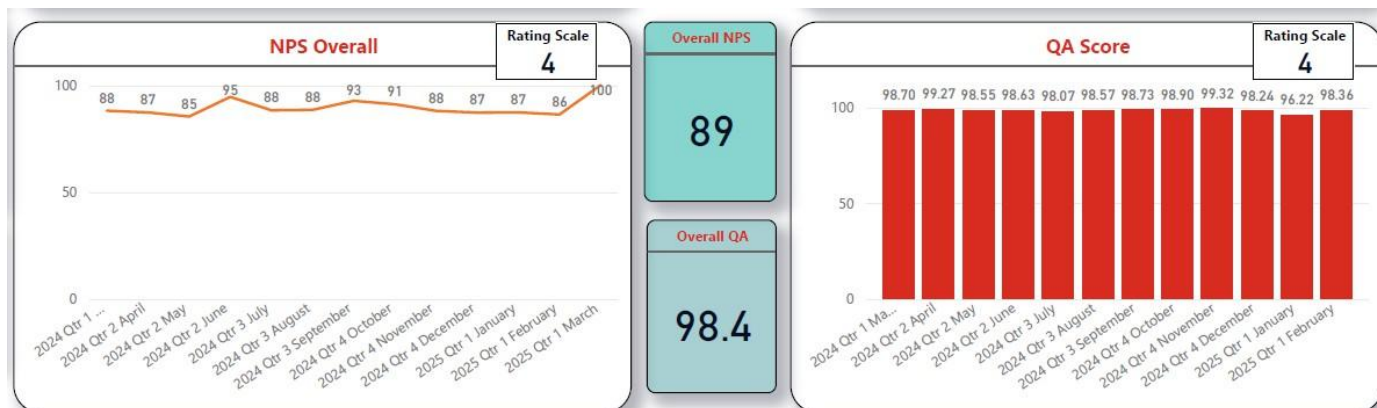 NPS Overall
Rating Scale
4
100
50
0
88
87
85
95
88
88
93
91
88
87
87
86
100
2024 Qtr 1 ...
2024 Qtr 2 April
2024 Qtr 2 May
2024 Qtr 2 June
2024 Qtr 3 July
2024 Qtr 3 August
2024 Qtr 3 September
2024 Qtr 4 October
2024 Qtr 4 November
2024 Qtr 4 December
2025 Qtr 1 January
2025 Qtr 1 February
2025 Qtr 1 March
Overall NPS
89
Overall QA
98.4
QA Score
Rating Scale
4
100
50
0
98.70
99.27
98.55
98.63
98.07
98.57
98.73
98.90
99.32
98.24
96.22
98.36
2024 Qtr 1 Ma...
2024 Qtr 2 April
2024 Qtr 2 May
2024 Qtr 2 June
2024 Qtr 3 July
2024 Qtr 3 August
2024 Qtr 3 September
2024 Qtr 4 October
2024 Qtr 4 November
2024 Qtr 4 December
2025 Qtr 1 January
2025 Qtr 1 February